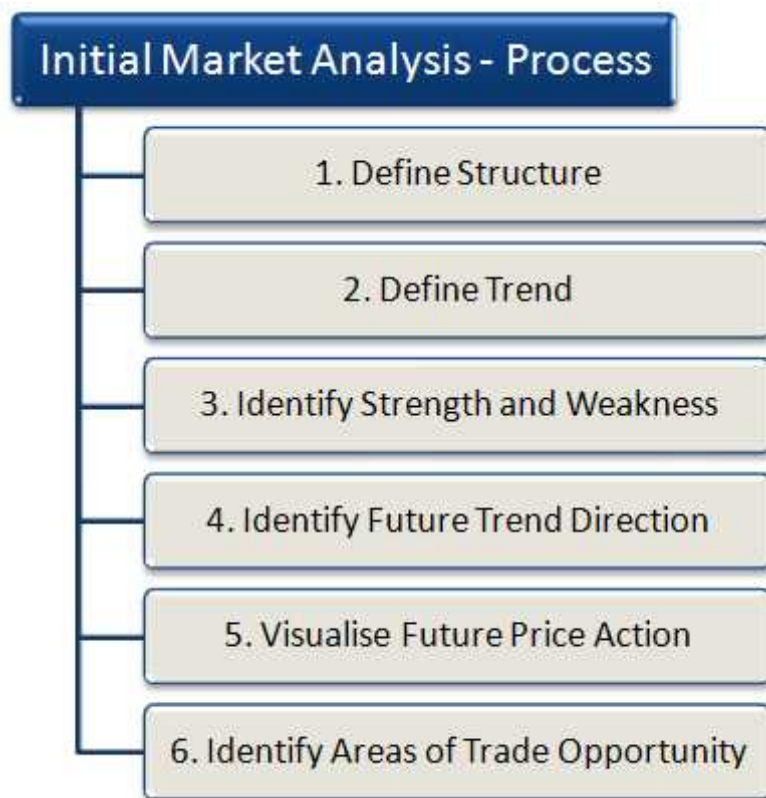 Initial Market Analysis - Process
1. Define Structure
2. Define Trend
3. Identify Strength and Weakness
4. Identify Future Trend Direction
5. Visualise Future Price Action
6. Identify Areas of Trade Opportunity